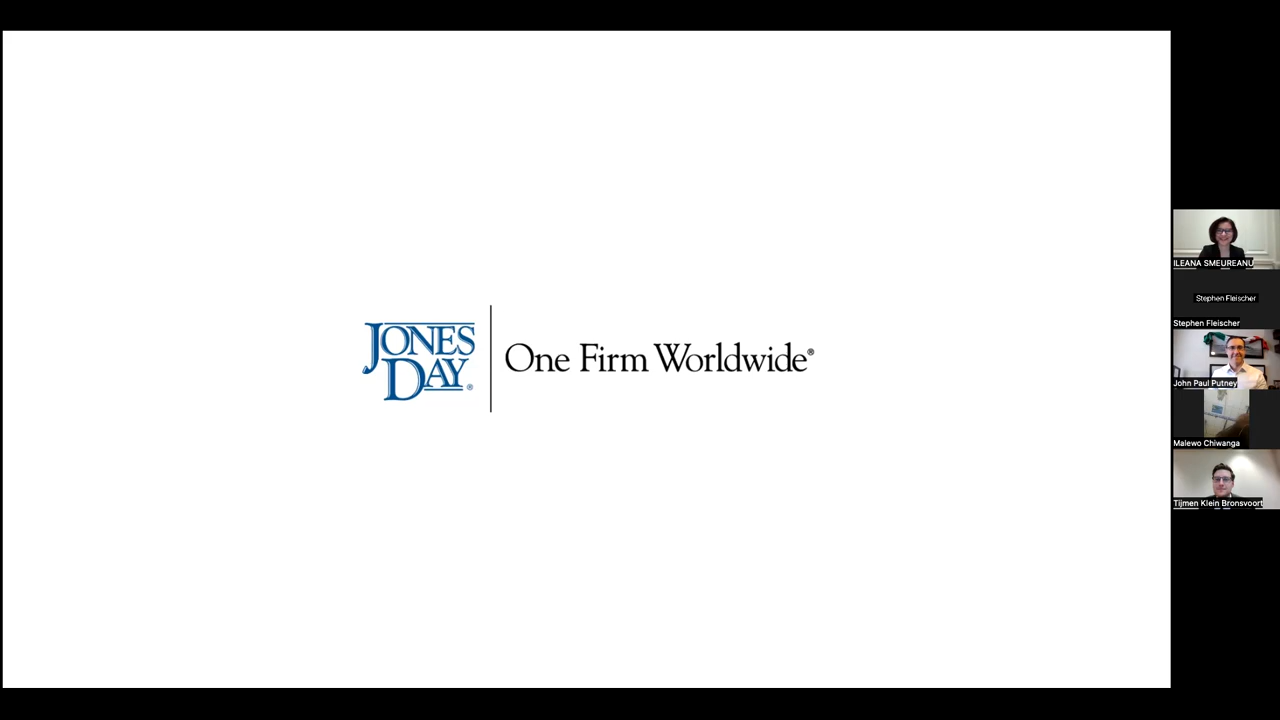 JONES
DAY®
One Firm Worldwide®
ILEANA SMEUREANU
Stephen Fleischer
Stephen Fleischer
John Paul Putney
Malewo Chiwanga
Tijmen Klein Bronsvoort